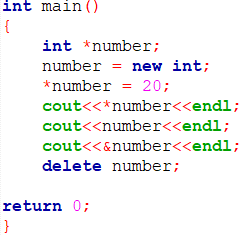 int main()
{
    int *number;
    number = new int;
    *number = 20;
    cout<<*number<<endl;
    cout<<number<<endl;
    cout<<&number<<endl;
    delete number;

return 0;
}